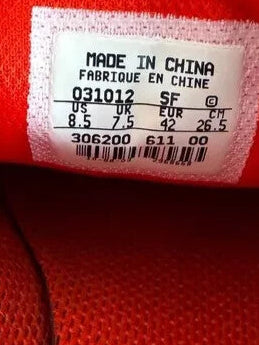 MADE IN CHINA
FABRIQUE EN CHINE
031012 SF ©
US UK EUR CM
8.5 7.5 42 26.5
306200 611 00